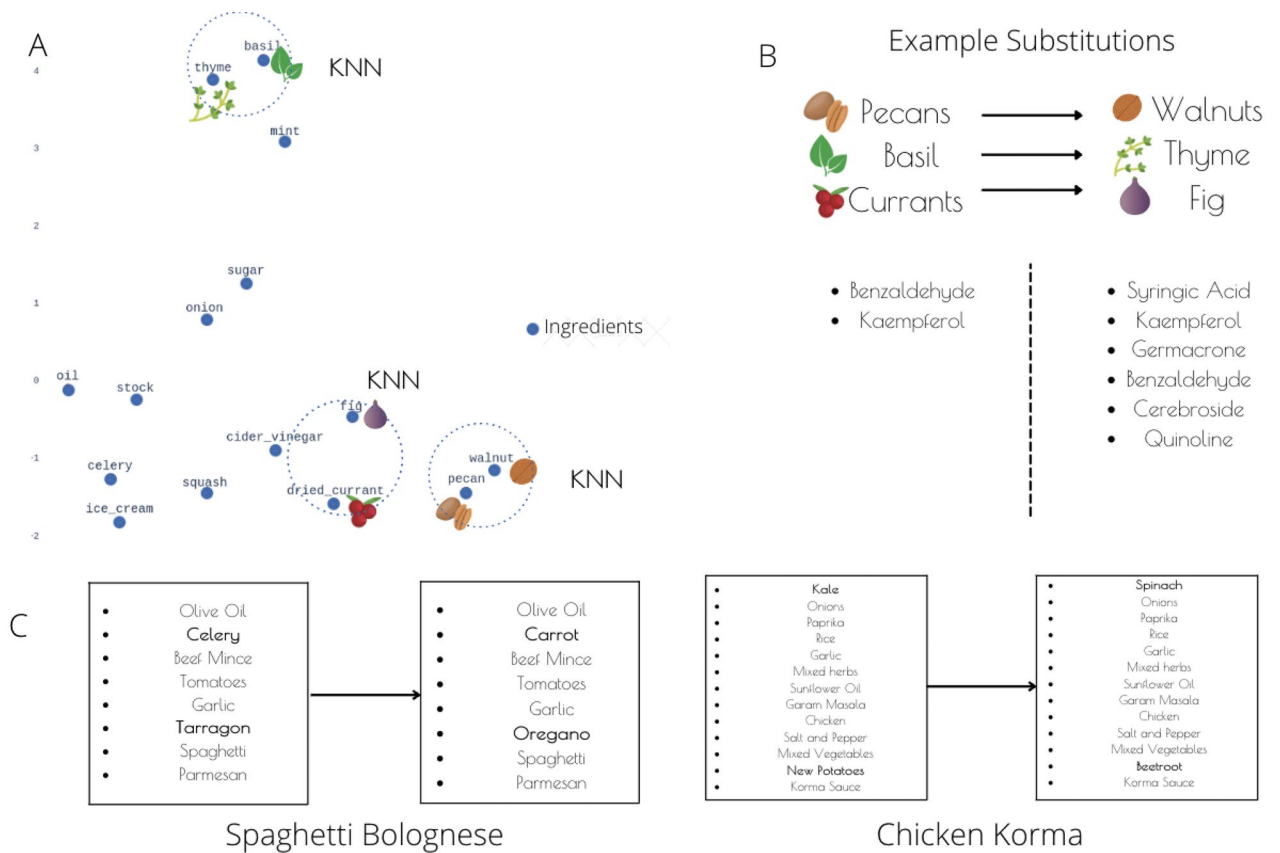 A
4
3
2
1
0
-1
-2
basil
thyme
KNN
mint
sugar
onion
Ingredients
oil
stock
KNN
fig
cider_vinegar
celery
squash
dried_currant
walnut
pecan
KNN
ice_cream
B
Example Substitutions
Pecans
Walnuts
Basil
Thyme
Currants
Fig
• Benzaldehyde
• Kaempferol
• Syringic Acid
• Kaempferol
• Germacrone
• Benzaldehyde
• Cerebroside
• Quinoline
C
• Olive Oil
• Celery
• Beef Mince
• Tomatoes
• Garlic
• Tarragon
• Spaghetti
• Parmesan
• Olive Oil
• Carrot
• Beef Mince
• Tomatoes
• Garlic
• Oregano
• Spaghetti
• Parmesan
Spaghetti Bolognese
• Kale
• Onions
• Paprika
• Rice
• Garlic
• Mixed herbs
• Sunflower Oil
• Garam Masala
• Chicken
• Salt and Pepper
• Mixed Vegetables
• New Potatoes
• Korma Sauce
• Spinach
• Onions
• Paprika
• Rice
• Garlic
• Mixed herbs
• Sunflower Oil
• Garam Masala
• Chicken
• Salt and Pepper
• Mixed Vegetables
• Beetroot
• Korma Sauce
Chicken Korma